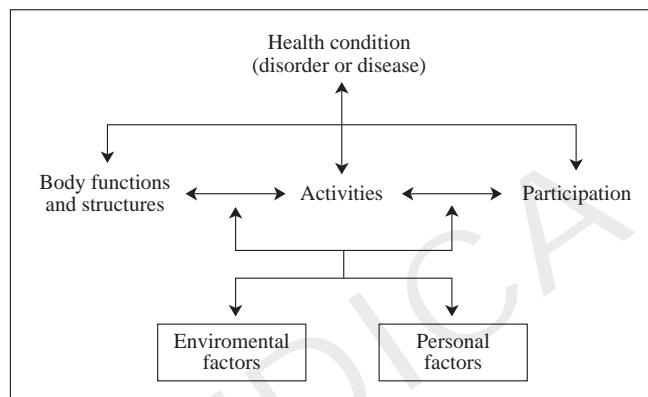 Health condition
(disorder or disease)
Body functions
and structures
Activities
Participation
Enviromental
factors
Personal
factors